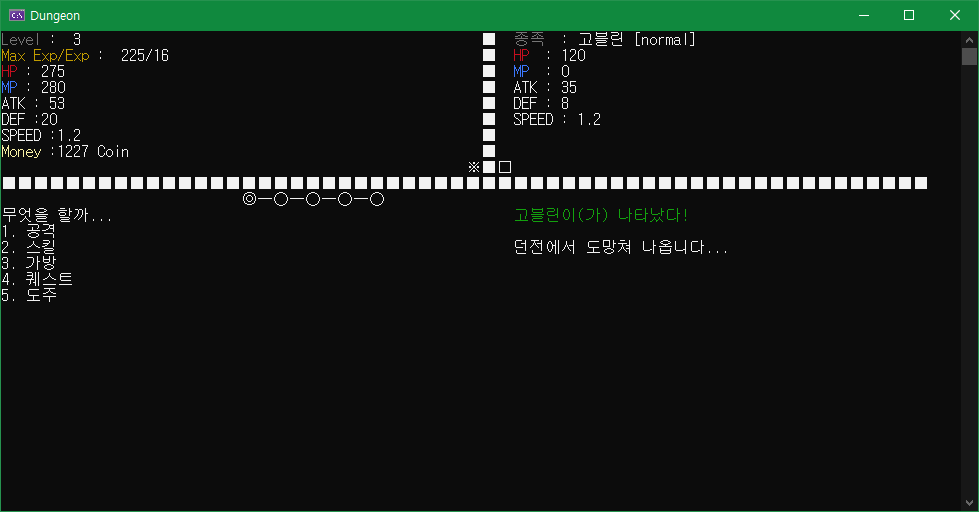 Dungeon
Level :  3
Max Exp/Exp :  225/16
HP : 275
MP : 280
ATK : 53
DEF :20
SPEED :1.2
Money :1227 Coin
종족  : 고블린 [normal]
HP  : 120
MP  : 0
ATK : 35
DEF : 8
SPEED : 1.2
※■□
◎─○─○─○─○
무엇을 할까...
1. 공격
2. 스킬
3. 가방
4. 퀘스트
5. 도주
고블린이(가) 나타났다!
던전에서 도망쳐 나옵니다...